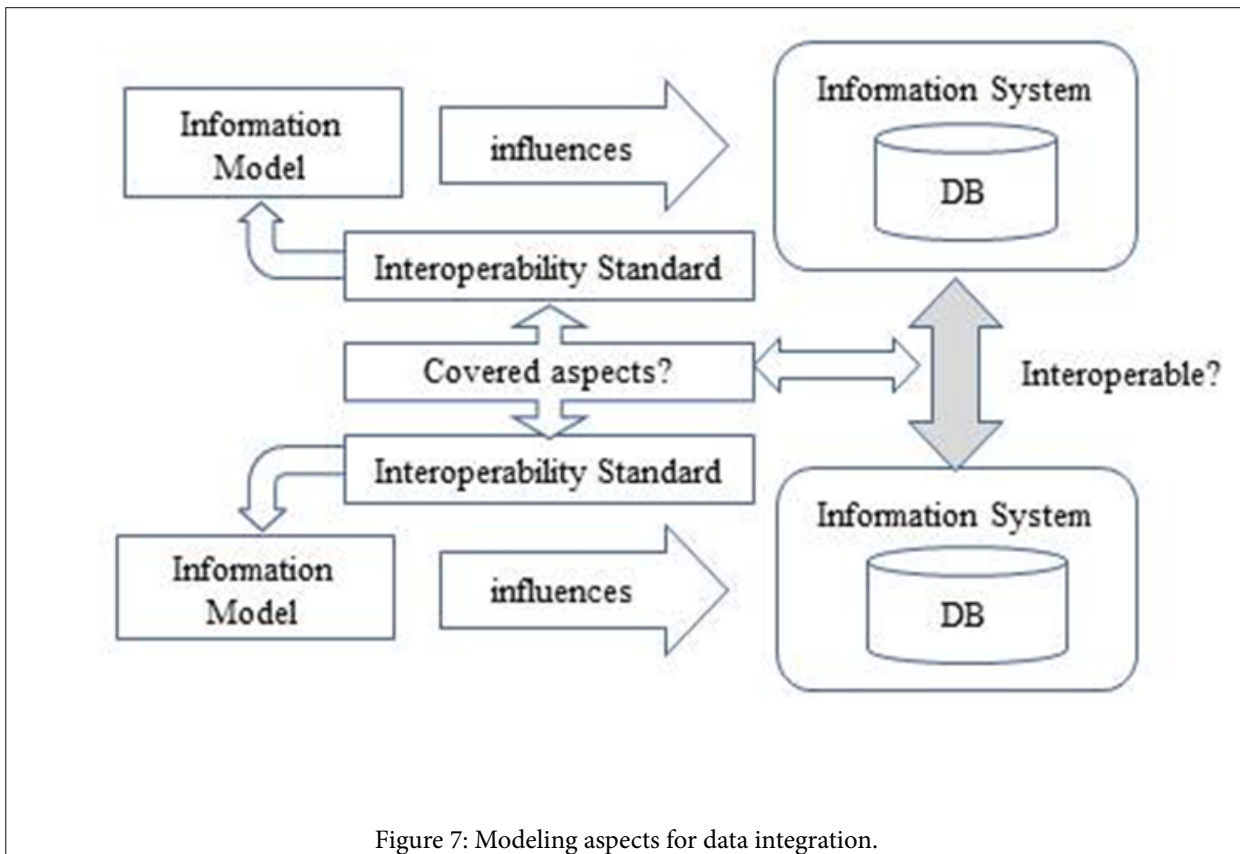 Information
Model
influences
Information System
DB
Interoperability Standard
Covered aspects?
Interoperable?
Interoperability Standard
Information
Model
influences
Information System
DB
Figure 7: Modeling aspects for data integration.